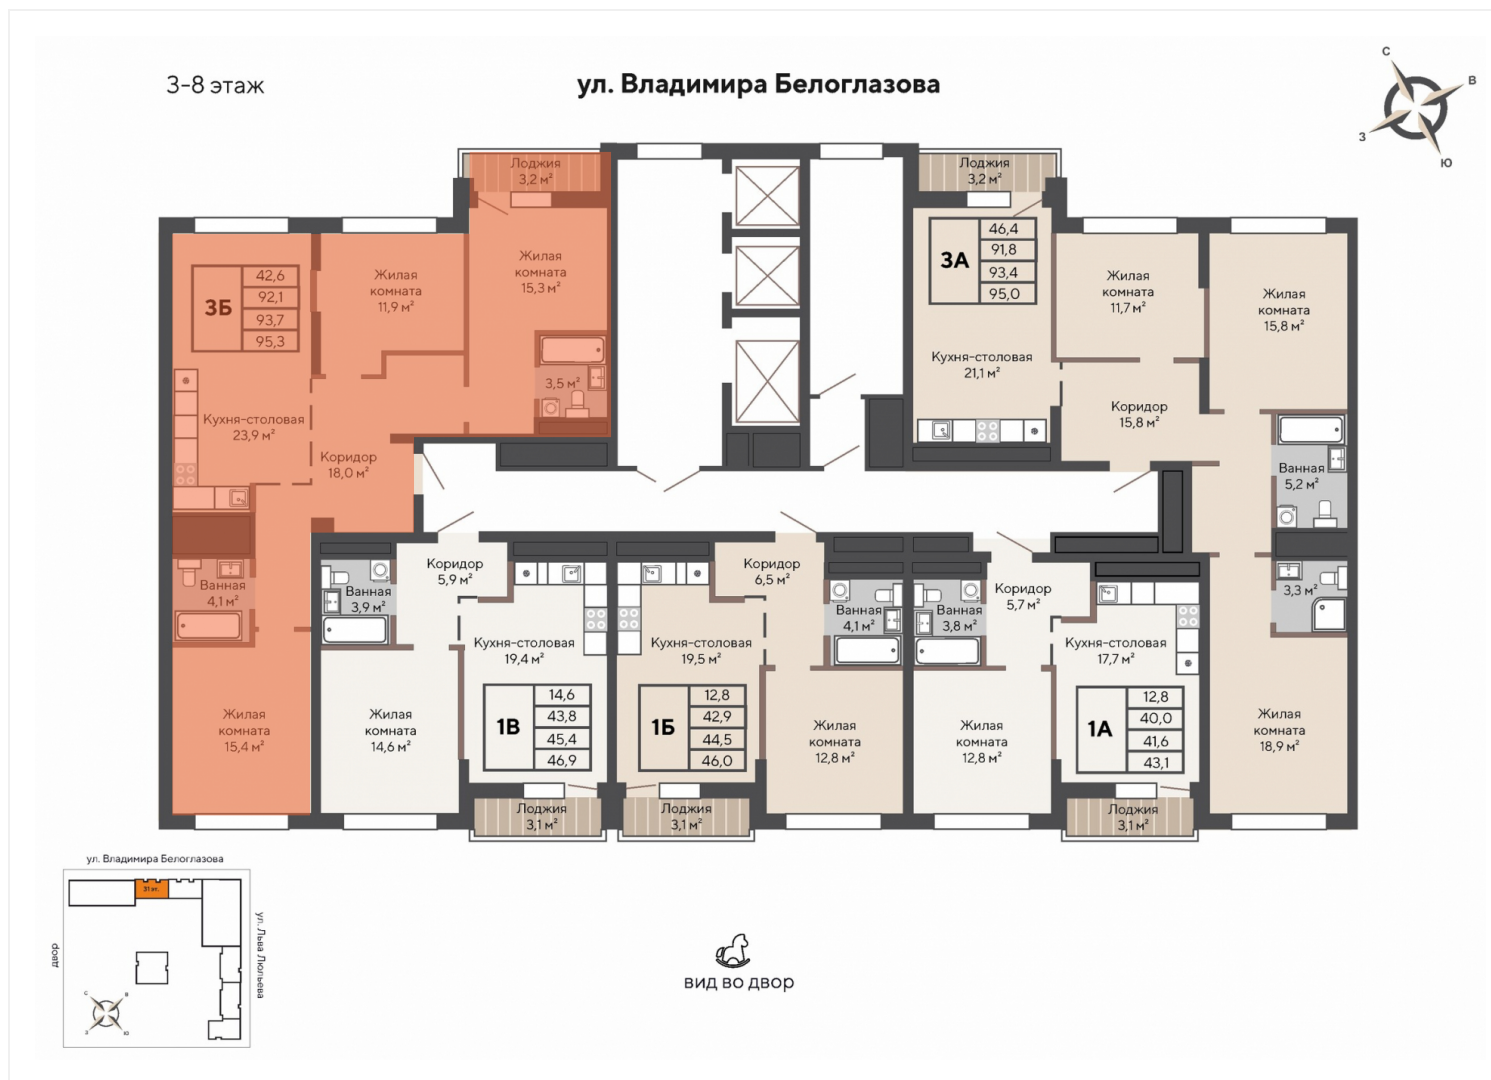 3-8 этаж
ул. Владимира Белоглазова
С
В
З
Ю
Лоджия
3,2 м²
Лоджия
3,2 м²
3Б
42,6
92,1
93,7
95,3
Жилая
комната
11,9 м²
Жилая
комната
15,3 м²
3А
46,4
91,8
93,4
95,0
Жилая
комната
11,7 м²
Жилая
комната
15,8 м²
Кухня-столовая
23,9 м²
3,5 м²
Кухня-столовая
21,1 м²
Коридор
15,8 м²
Коридор
18,0 м²
Ванная
5,2 м²
Ванная
4,1 м²
Ванная
3,9 м²
Коридор
5,9 м²
Коридор
6,5 м²
Ванная
4,1 м²
Ванная
3,8 м²
Коридор
5,7 м²
3,3 м²
Кухня-столовая
19,4 м²
Кухня-столовая
19,5 м²
Кухня-столовая
17,7 м²
Жилая
комната
15,4 м²
Жилая
комната
14,6 м²
1В
14,6
43,8
45,4
46,9
1Б
12,8
42,9
44,5
46,0
Жилая
комната
12,8 м²
Жилая
комната
12,8 м²
1А
12,8
40,0
41,6
43,1
Жилая
комната
18,9 м²
Лоджия
3,1 м²
Лоджия
3,1 м²
Лоджия
3,1 м²
ул. Владимира Белоглазова
31 эт.
двор
ул. Льва Люльева
С
В
З
Ю
вид во двор